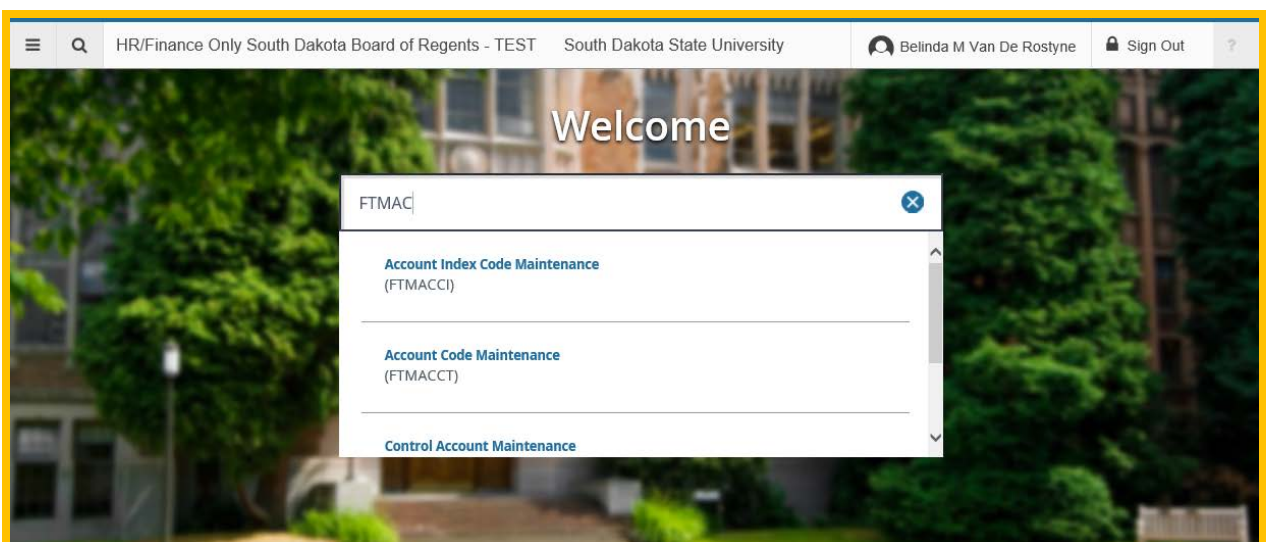 HR/Finance Only South Dakota Board of Regents - TEST South Dakota State University Belinda M Van De Rostyne Sign Out ?
Welcome
FTMAC
Account Index Code Maintenance
(FTMACCI)
Account Code Maintenance
(FTMACCT)
Control Account Maintenance